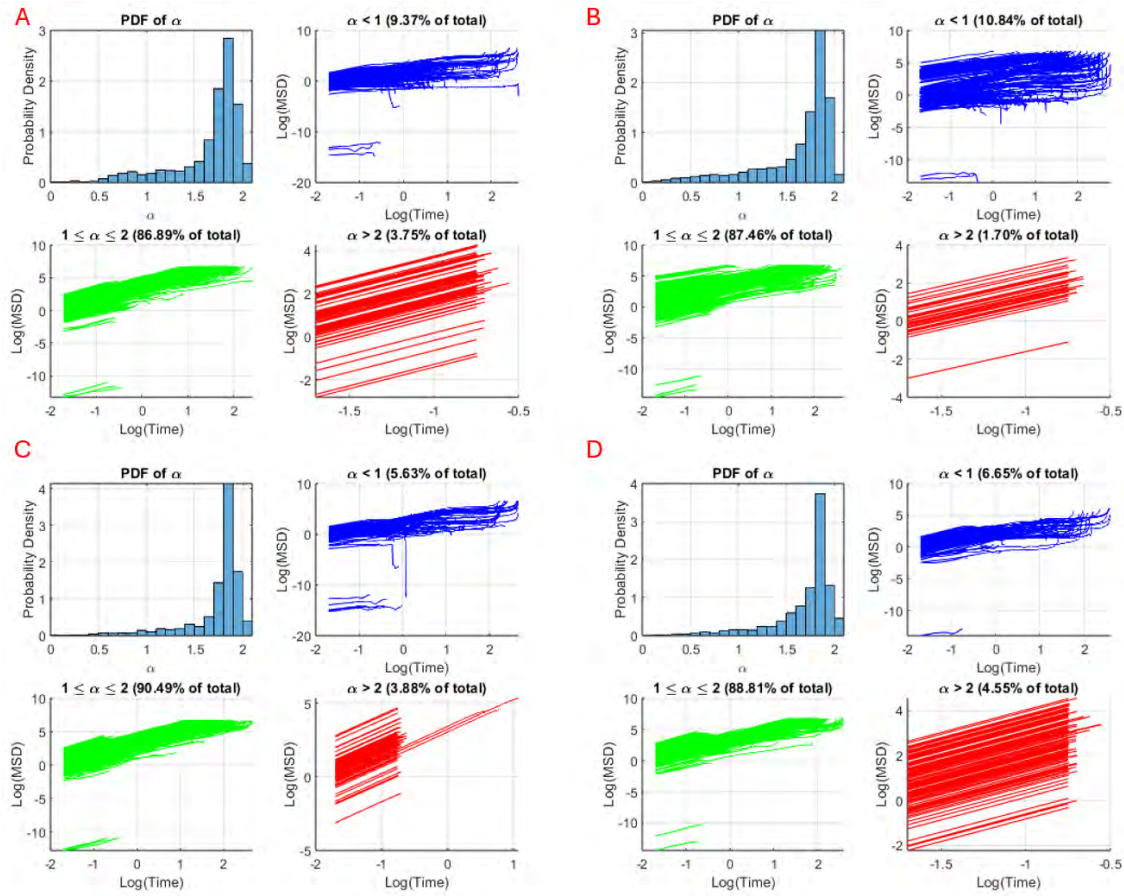 A
PDF of α
3
2
1
0
0 0.5 1 1.5 2
Probability Density
α
α < 1 (9.37% of total)
10
0
-10
-20
-2 -1 0 1 2
Log(MSD)
Log(Time)
1 ≤ α ≤ 2 (86.89% of total)
10
5
0
-5
-10
-2 -1 0 1 2
Log(MSD)
Log(Time)
α > 2 (3.75% of total)
4
2
0
-2
-1.5 -1 -0.5
Log(MSD)
Log(Time)
B
PDF of α
3
2
1
0
0 0.5 1 1.5 2
Probability Density
α
α < 1 (10.84% of total)
10
5
0
-5
-10
-2 -1 0 1 2
Log(MSD)
Log(Time)
1 ≤ α ≤ 2 (87.46% of total)
10
5
0
-5
-10
-2 -1 0 1 2
Log(MSD)
Log(Time)
α > 2 (1.70% of total)
4
2
0
-2
-4
-1.5 -1 -0.5
Log(MSD)
Log(Time)
C
PDF of α
4
3
2
1
0
0 0.5 1 1.5 2
Probability Density
α
α < 1 (5.63% of total)
10
0
-10
-20
-2 -1 0 1 2
Log(MSD)
Log(Time)
1 ≤ α ≤ 2 (90.49% of total)
10
5
0
-5
-10
-2 -1 0 1 2
Log(MSD)
Log(Time)
α > 2 (3.88% of total)
5
0
-5
-2 -1 0 1
Log(MSD)
Log(Time)
D
PDF of α
4
3
2
1
0
0 0.5 1 1.5 2
Probability Density
α
α < 1 (6.65% of total)
10
5
0
-5
-10
-2 -1 0 1 2
Log(MSD)
Log(Time)
1 ≤ α ≤ 2 (88.81% of total)
10
5
0
-5
-10
-2 -1 0 1 2
Log(MSD)
Log(Time)
α > 2 (4.55% of total)
4
2
0
-2
-1.5 -1 -0.5
Log(MSD)
Log(Time)